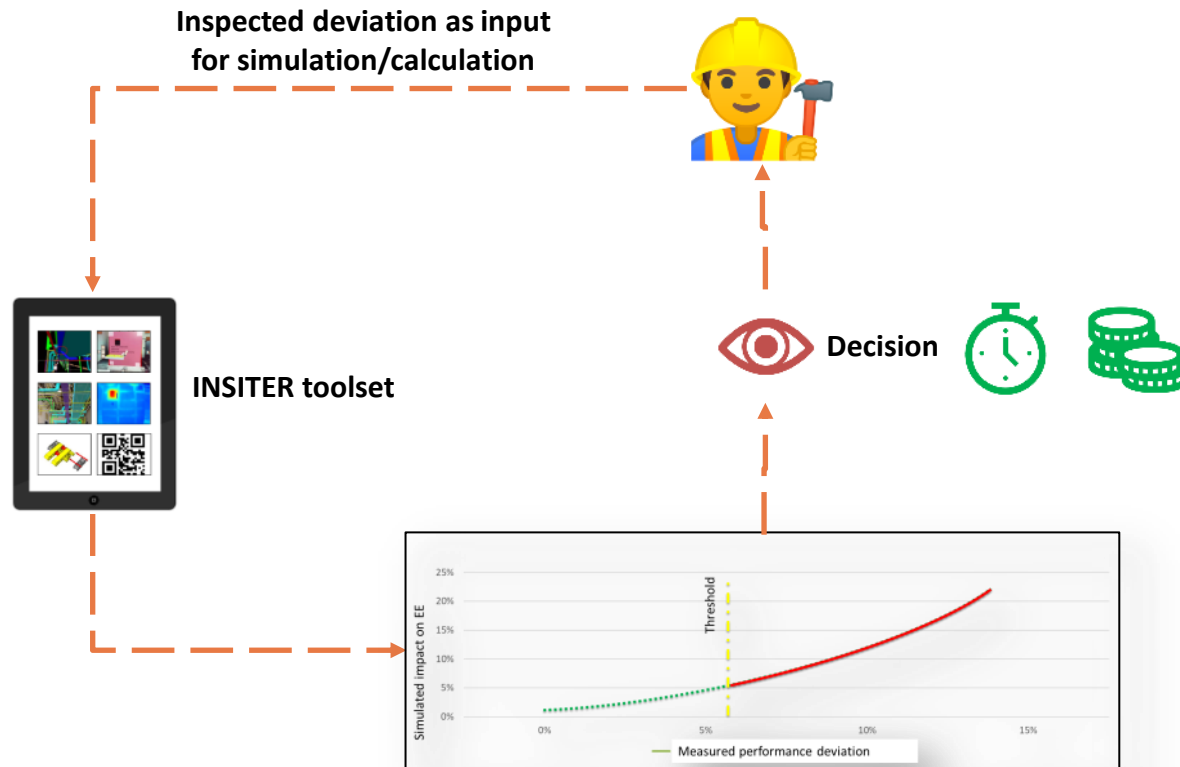 Inspected deviation as input
for simulation/calculation
INSITER toolset
Decision
Simulated impact on EE
25%
20%
15%
10%
5%
0%
Threshold
0%
5%
10%
15%
Measured performance deviation